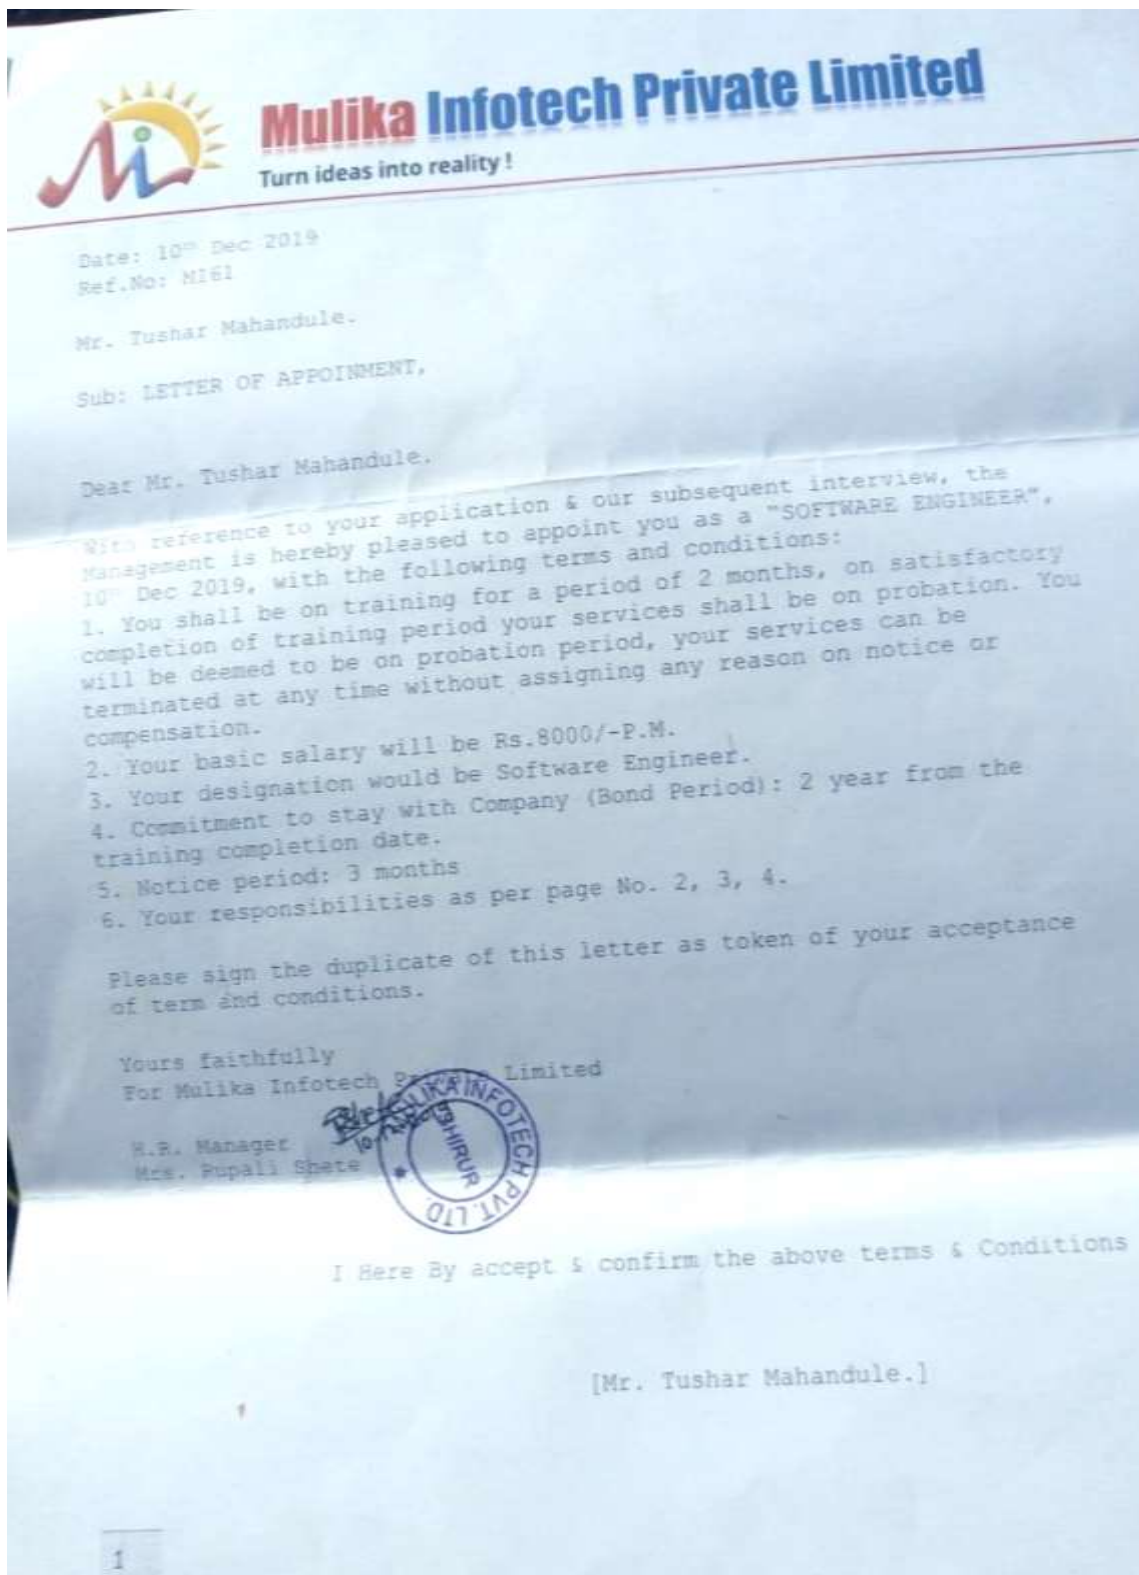 Mi
Mulika Infotech Private Limited
Turn ideas into reality !
Date: 10th Dec 2019
Ref.No: MI61
Mr. Tushar Mahandule.
Sub: LETTER OF APPOINMENT,
Dear Mr. Tushar Mahandule.
With reference to your application & our subsequent interview, the
Management is hereby pleased to appoint you as a "SOFTWARE ENGINEER",
10th Dec 2019, with the following terms and conditions:
1. You shall be on training for a period of 2 months, on satisfactory
completion of training period your services shall be on probation. You
will be deemed to be on probation period, your services can be
terminated at any time without assigning any reason on notice or
compensation.
2. Your basic salary will be Rs.8000/-P.M.
3. Your designation would be Software Engineer.
4. Commitment to stay with Company (Bond Period): 2 year from the
training completion date.
5. Notice period: 3 months
6. Your responsibilities as per page No. 2, 3, 4.
Please sign the duplicate of this letter as token of your acceptance
of term and conditions.
Yours faithfully
For Mulika Infotech Private Limited
H.R. Manager
Mrs. Rupali Shete
MULIKA INFOTECH PVT. LTD.
SHIRUR
I Here By accept & confirm the above terms & Conditions
[Mr. Tushar Mahandule.]
1